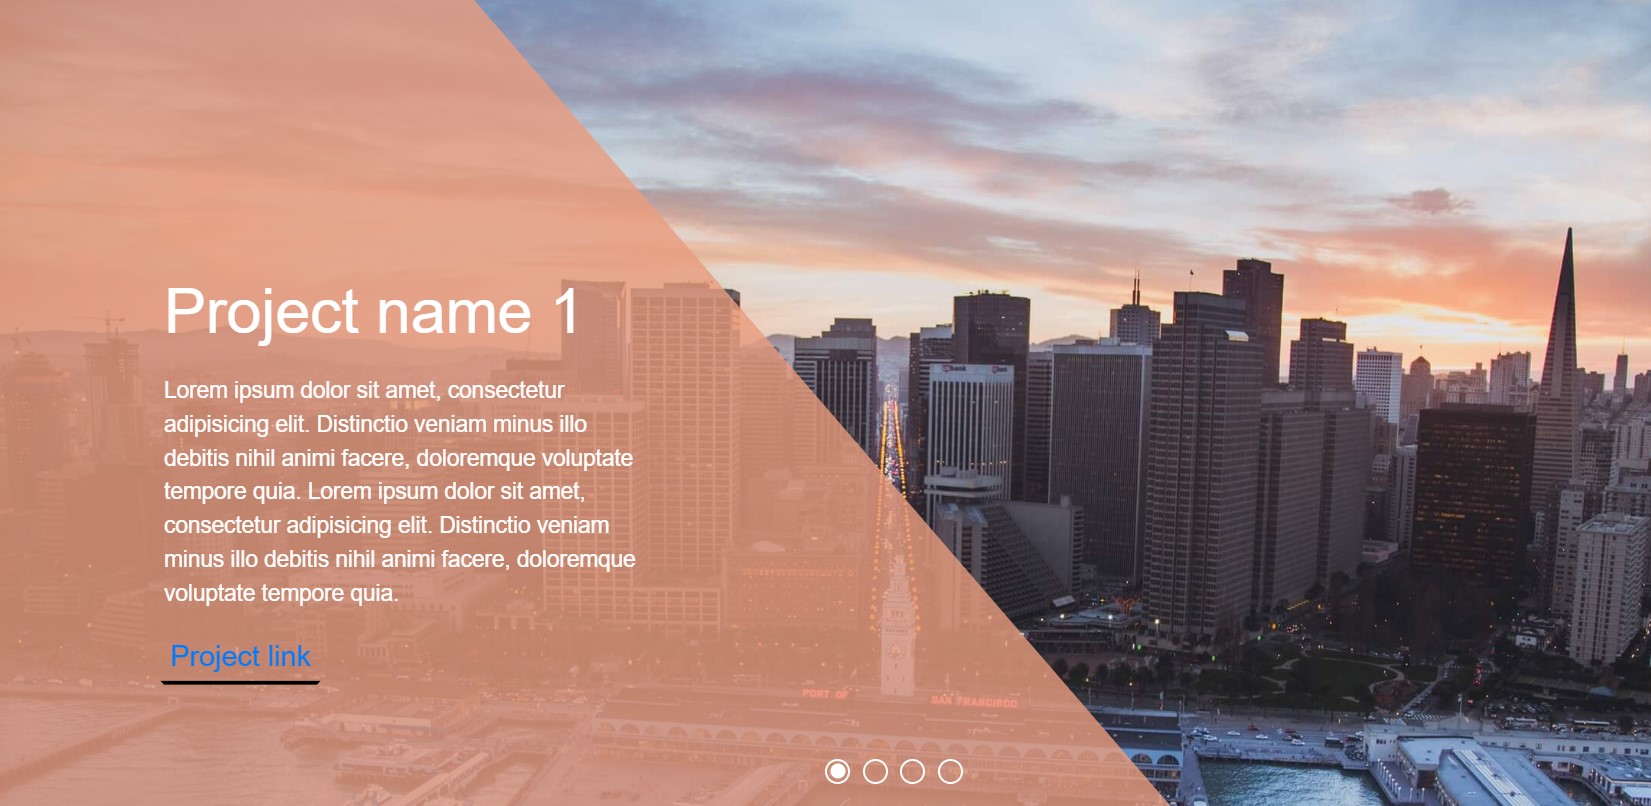 Project name 1
Lorem ipsum dolor sit amet, consectetur
adipisicing elit. Distinctio veniam minus illo
debitis nihil animi facere, doloremque voluptate
tempore quia. Lorem ipsum dolor sit amet,
consectetur adipisicing elit. Distinctio veniam
minus illo debitis nihil animi facere, doloremque
voluptate tempore quia.
Project link
PORT OF SAN FRANCISCO